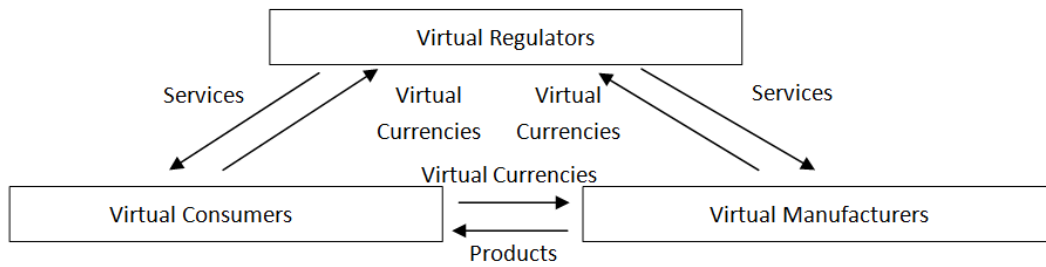 Virtual Regulators
Services
Virtual
Currencies
Virtual
Currencies
Services
Virtual Currencies
Virtual Consumers
Virtual Manufacturers
Products